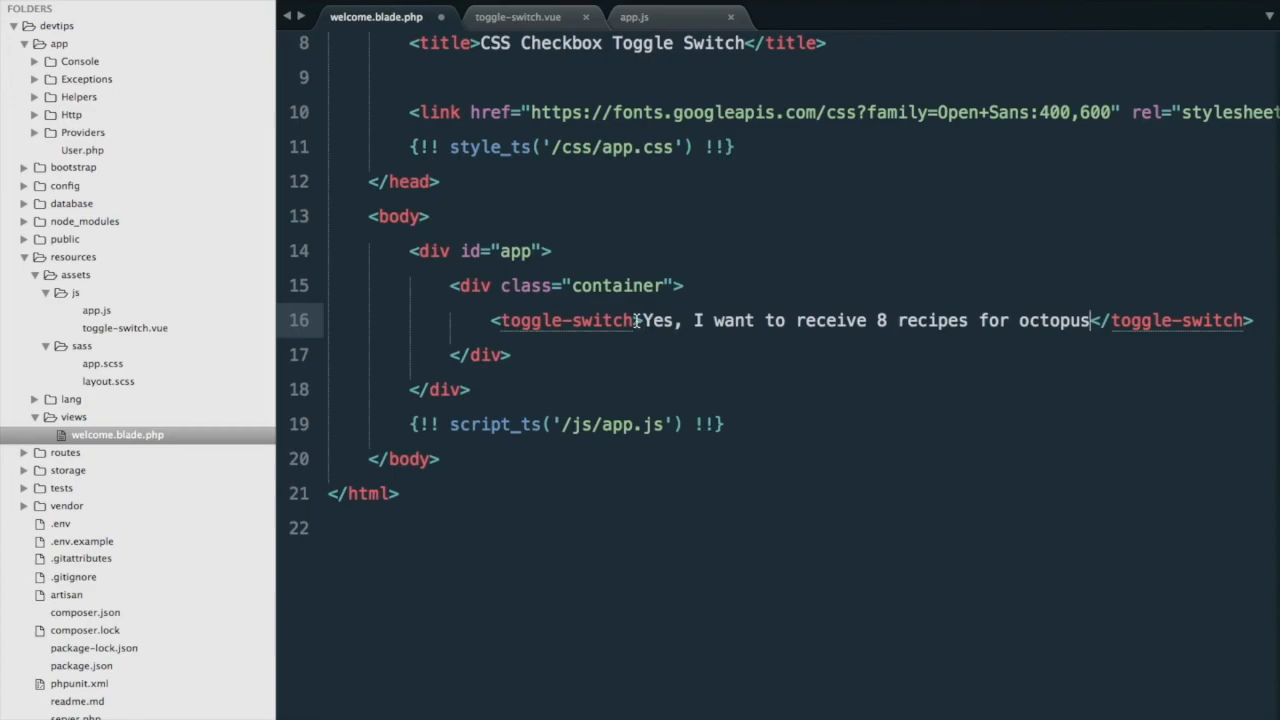 FOLDERS
devtips
app
Console
Exceptions
Helpers
Http
Providers
User.php
bootstrap
config
database
node_modules
public
resources
assets
js
app.js
toggle-switch.vue
sass
app.scss
layout.scss
lang
views
welcome.blade.php
routes
storage
tests
vendor
.env
.env.example
.gitattributes
.gitignore
artisan
composer.json
composer.lock
package-lock.json
package.json
phpunit.xml
readme.md
server.php
welcome.blade.php
toggle-switch.vue
app.js
8 <title>CSS Checkbox Toggle Switch</title>
9
10 <link href="https://fonts.googleapis.com/css?family=Open+Sans:400,600" rel="stylesheet
11 {!! style_ts('/css/app.css') !!}
12 </head>
13 <body>
14 <div id="app">
15 <div class="container">
16 <toggle-switch>Yes, I want to receive 8 recipes for octopus</toggle-switch>
17 </div>
18 </div>
19 {!! script_ts('/js/app.js') !!}
20 </body>
21 </html>
22